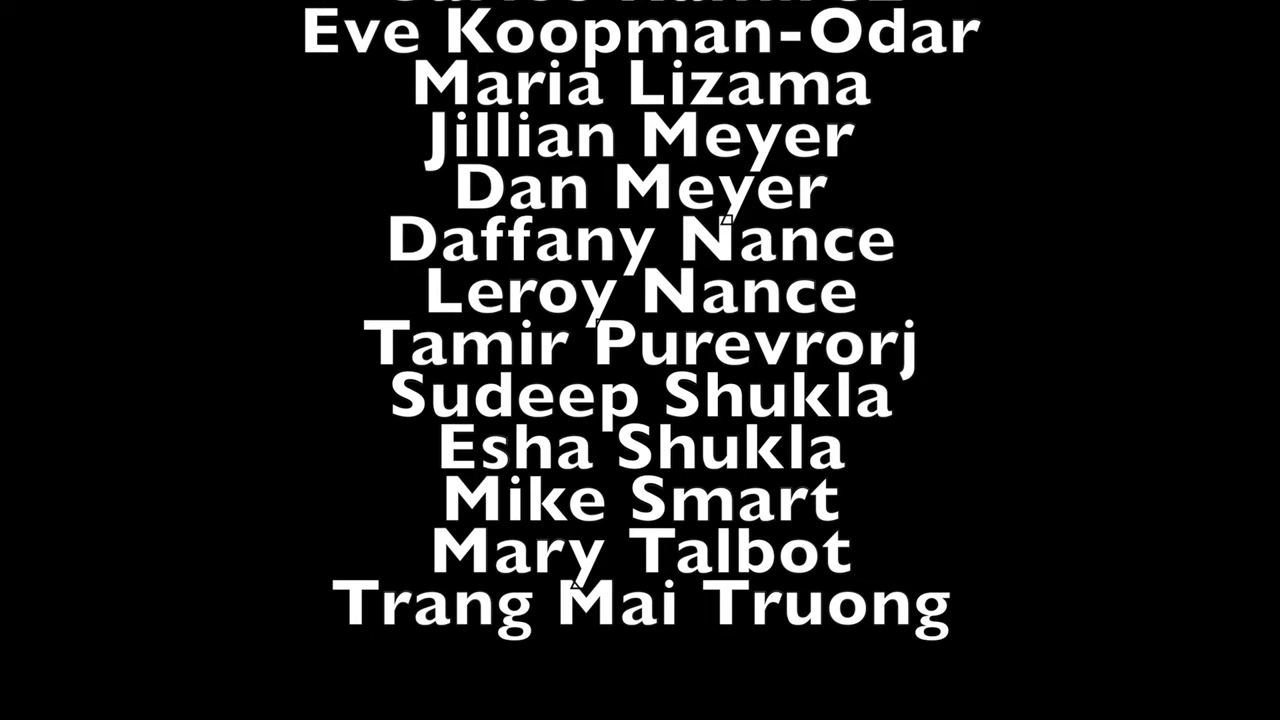 Eve Koopman-Odar
Maria Lizama
Jillian Meyer
Dan Meyer
Daffany Nance
Leroy Nance
Tamir Purevrorj
Sudeep Shukla
Esha Shukla
Mike Smart
Mary Talbot
Trang Mai Truong